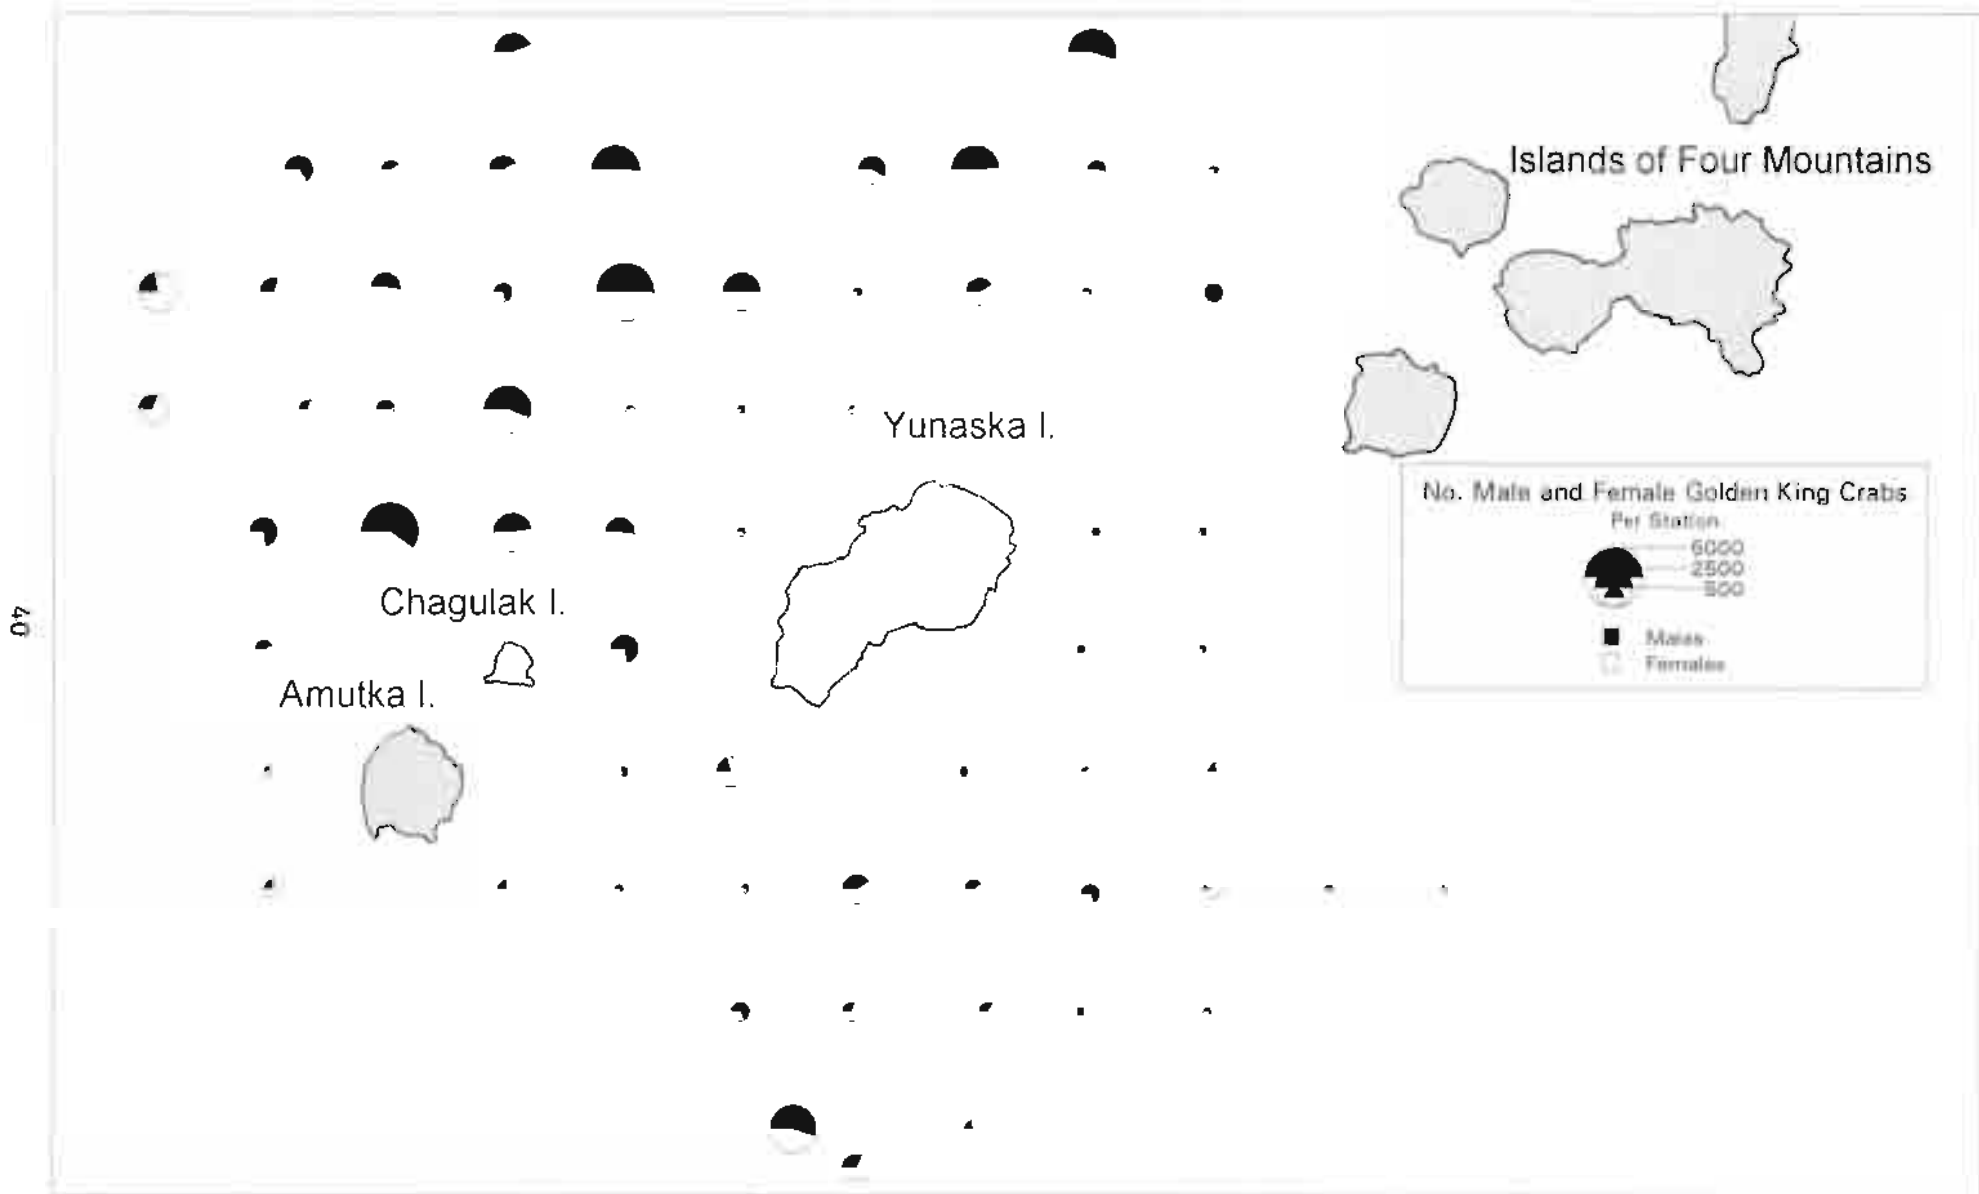 Islands of Four Mountains
Yunaska I.
No. Male and Female Golden King Crabs
Per Station
6000
2500
500
Males
Females
Chagulak I.
Amutka I.
40